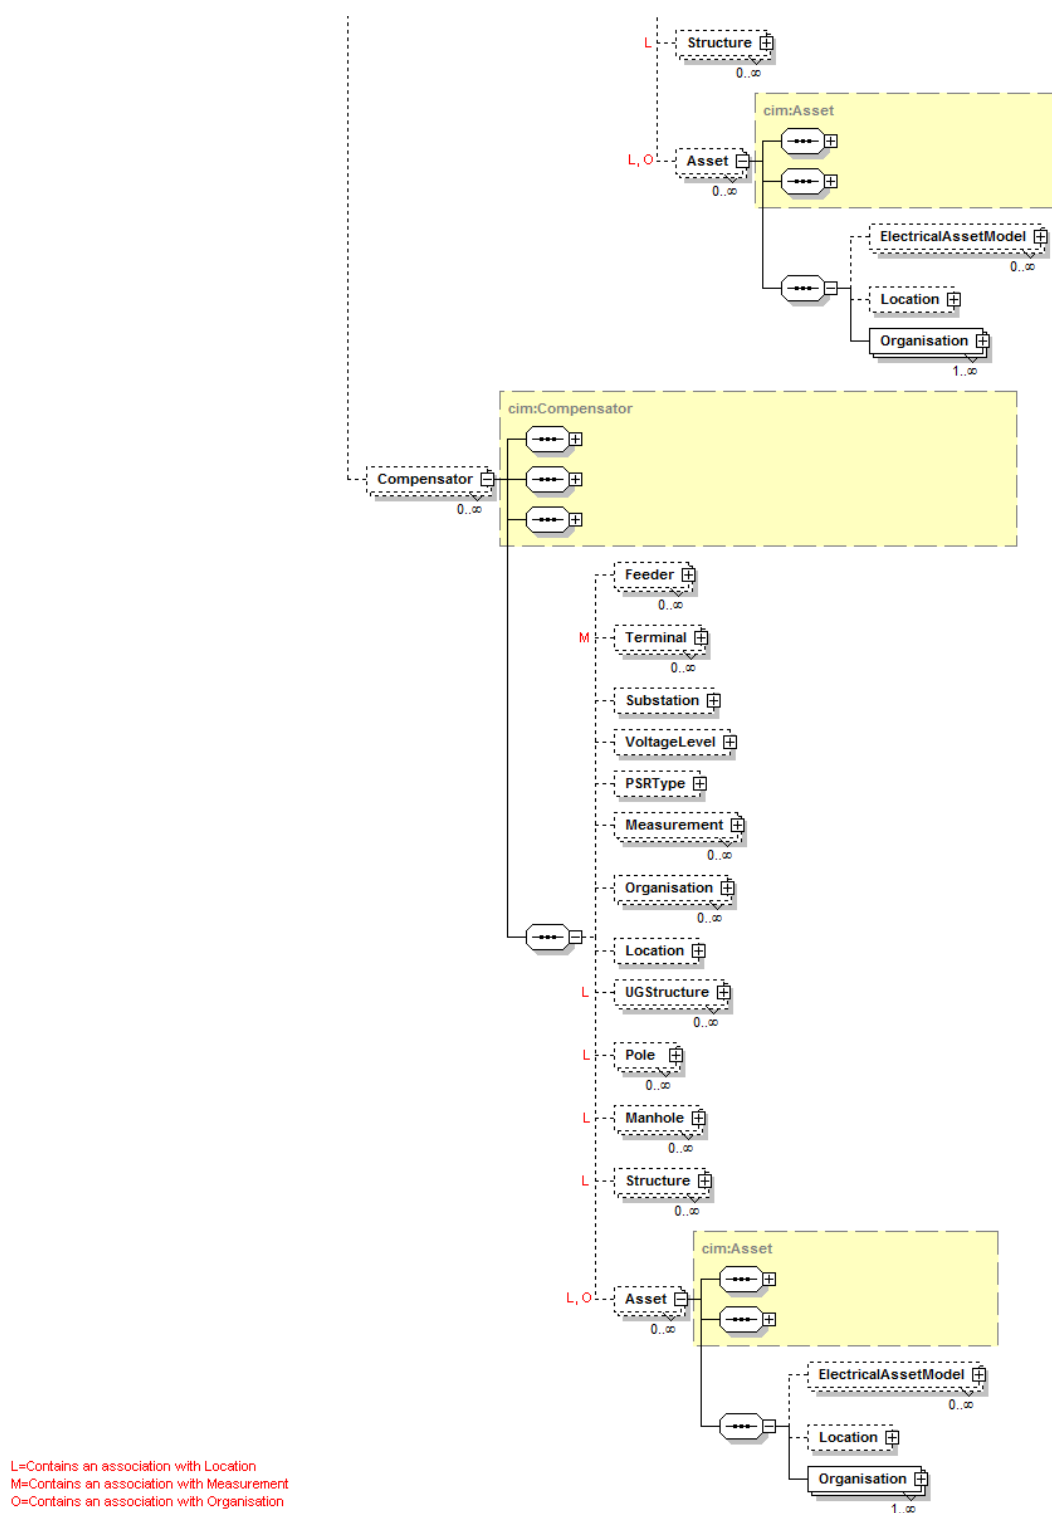 L
Structure
0..∞
cim:Asset
L, O
Asset
0..∞
ElectricalAssetModel
0..∞
Location
Organisation
1..∞
cim:Compensator
Compensator
0..∞
Feeder
0..∞
M
Terminal
0..∞
Substation
VoltageLevel
PSRType
Measurement
0..∞
Organisation
0..∞
Location
L
UGStructure
0..∞
L
Pole
0..∞
L
Manhole
0..∞
L
Structure
0..∞
cim:Asset
L, O
Asset
0..∞
ElectricalAssetModel
0..∞
Location
Organisation
1..∞
L=Contains an association with Location
M=Contains an association with Measurement
O=Contains an association with Organisation